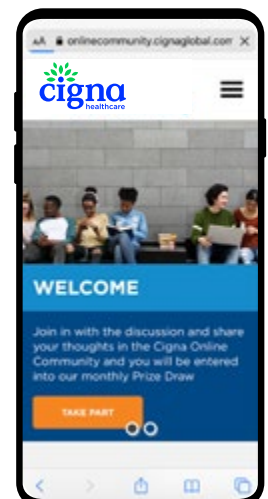 AA onlinecommunity.cignaglobal.com
cigna
healthcare
WELCOME
Join in with the discussion and share
your thoughts in the Cigna Online
Community and you will be entered
into our monthly Prize Draw
TAKE PART